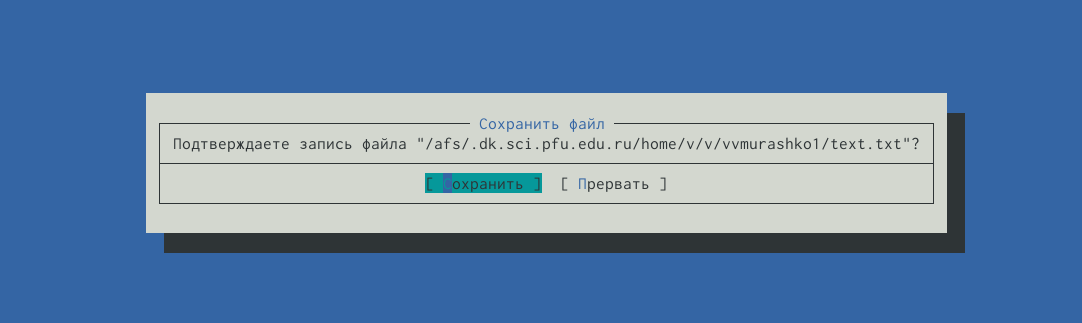 Сохранить файл
Подтверждаете запись файла "/afs/.dk.sci.pfu.edu.ru/home/v/v/vvmurashko1/text.txt"?
[ Сохранить ] [ Прервать ]